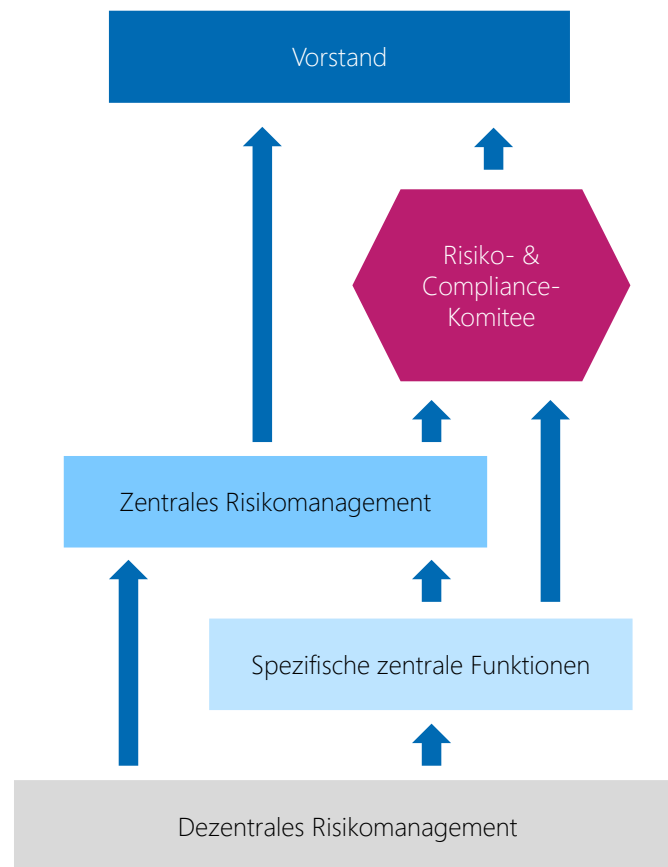 Vorstand
Risiko- &
Compliance-
Komitee
Zentrales Risikomanagement
Spezifische zentrale Funktionen
Dezentrales Risikomanagement